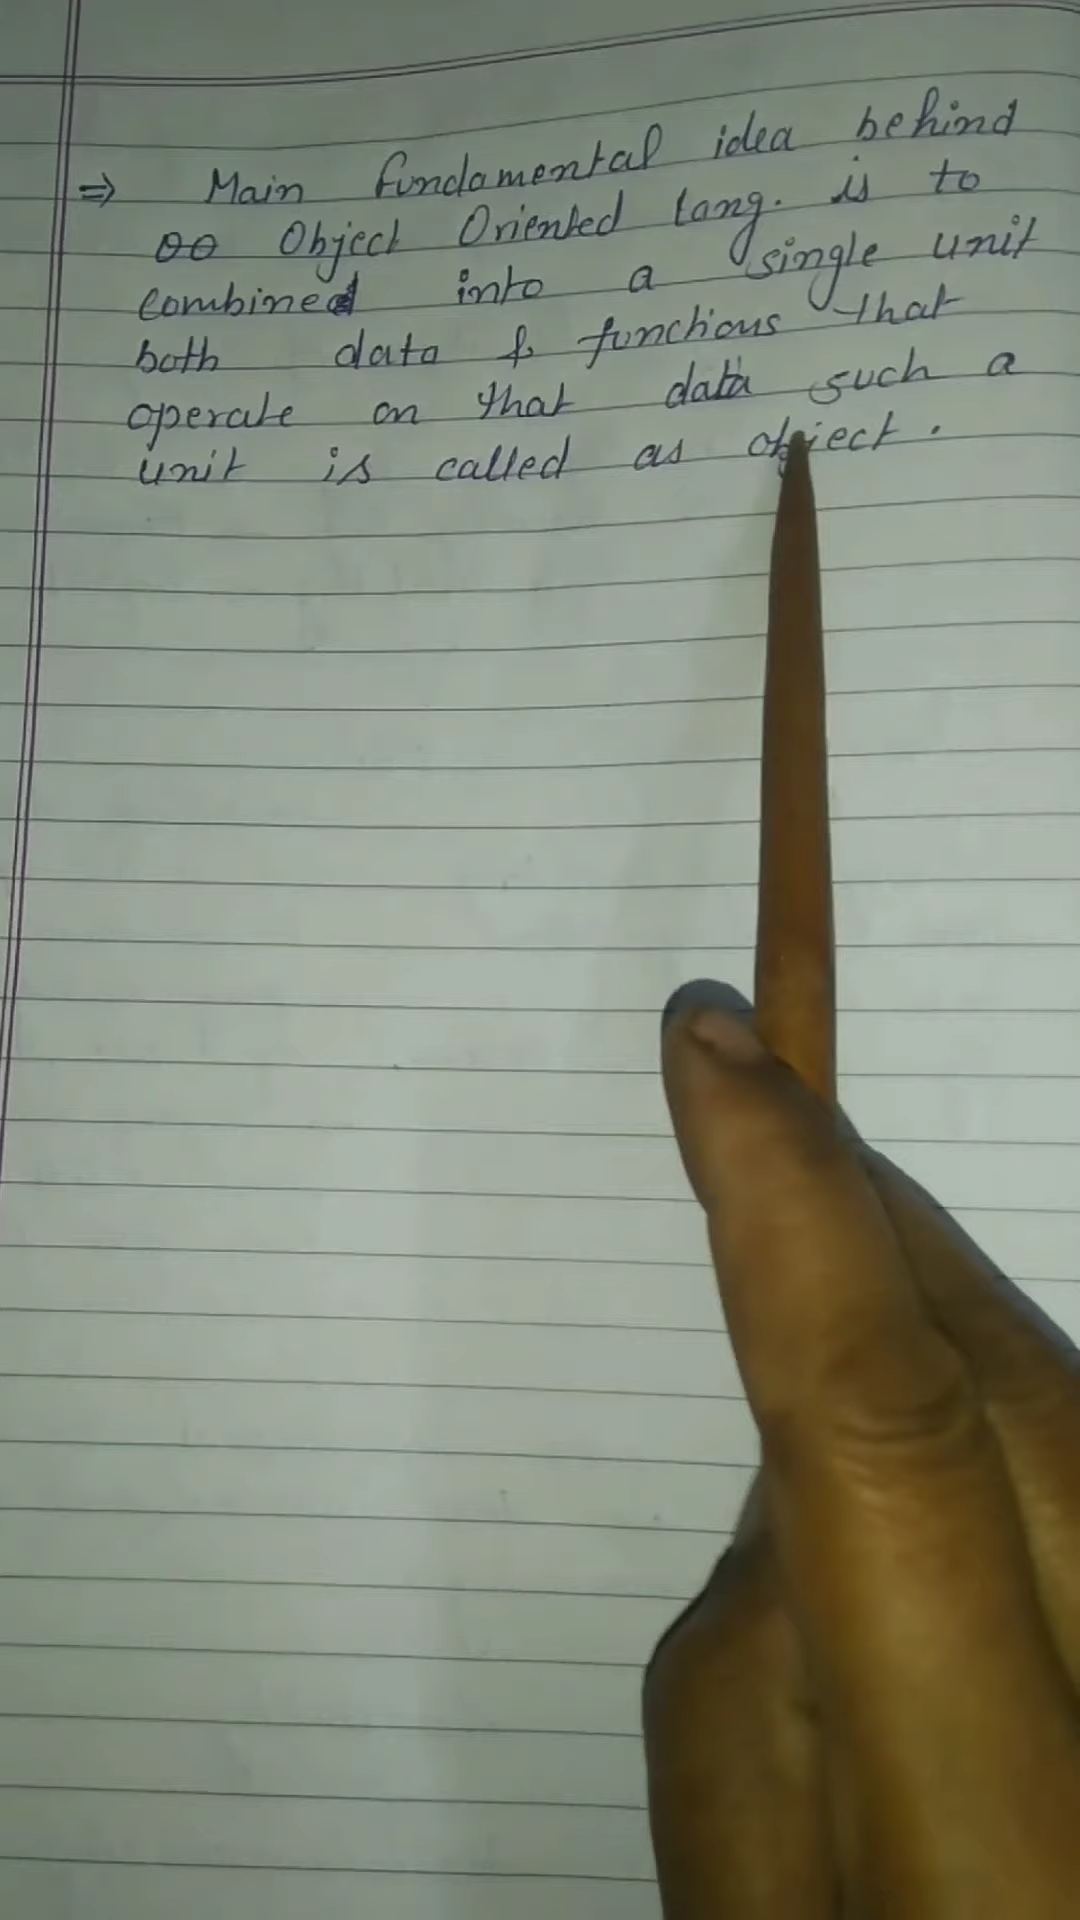 ⇒ Main fundamental idea behind
OO Object Oriented lang. is to
combined into a single unit
both data & functions that
operate on that data such a
unit is called as object.